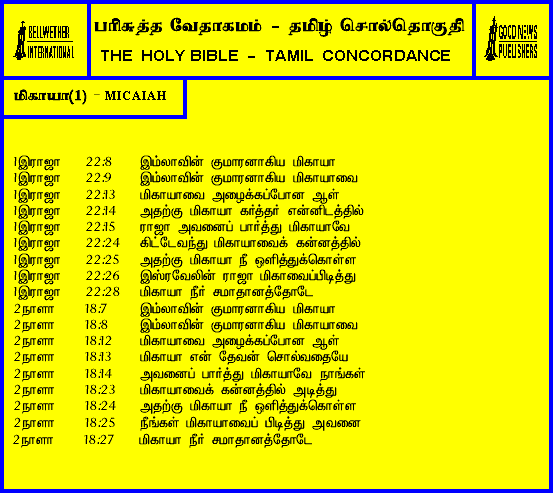 BELLWETHER INTERNATIONAL
பரிசுத்த வேதாகமம் - தமிழ் சொல்தொகுதி
THE HOLY BIBLE - TAMIL CONCORDANCE
GOOD NEWS PUBLISHERS
மிகாயா(1) - MICAIAH
1இராஜா 22:8 இம்லாவின் குமாரனாகிய மிகாயா
1இராஜா 22:9 இம்லாவின் குமாரனாகிய மிகாயாவை
1இராஜா 22:13 மிகாயாவை அழைக்கப்போன ஆள்
1இராஜா 22:14 அதற்கு மிகாயா கர்த்தர் என்னிடத்தில்
1இராஜா 22:15 ராஜா அவனைப் பார்த்து மிகாயாவே
1இராஜா 22:24 கிட்டேவந்து மிகாயாவைக் கன்னத்தில்
1இராஜா 22:25 அதற்கு மிகாயா நீ ஒளித்துக்கொள்ள
1இராஜா 22:26 இஸ்ரவேலின் ராஜா மிகாவைப்பிடித்து
1இராஜா 22:28 மிகாயா நீர் சமாதானத்தோடே
2நாளா 18:7 இம்லாவின் குமாரனாகிய மிகாயா
2நாளா 18:8 இம்லாவின் குமாரனாகிய மிகாயாவை
2நாளா 18:12 மிகாயாவை அழைக்கப்போன ஆள்
2நாளா 18:13 மிகாயா என் தேவன் சொல்வதையே
2நாளா 18:14 அவனைப் பார்த்து மிகாயாவே நாங்கள்
2நாளா 18:23 மிகாயாவைக் கன்னத்தில் அடித்து
2நாளா 18:24 அதற்கு மிகாயா நீ ஒளித்துக்கொள்ள
2நாளா 18:25 நீங்கள் மிகாயாவைப் பிடித்து அவனை
2நாளா 18:27 மிகாயா நீர் சமாதானத்தோடே